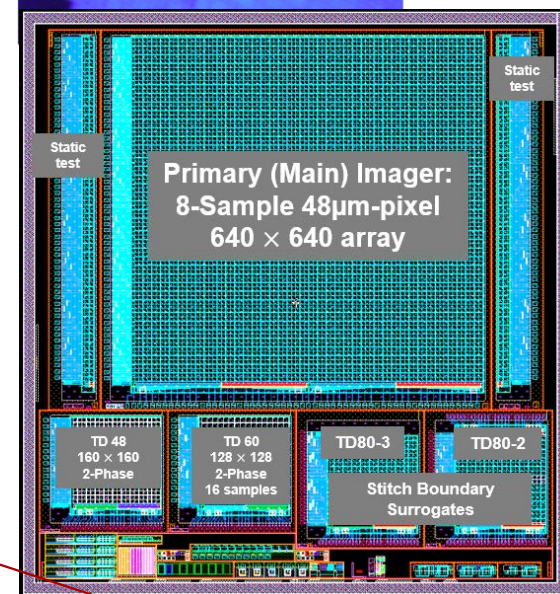 Static
test
Static
test
Primary (Main) Imager:
8-Sample 48µm-pixel
640 × 640 array
TD 48
160 × 160
2-Phase
TD 60
128 × 128
2-Phase
16 samples
TD80-3
TD80-2
Stitch Boundary
Surrogates